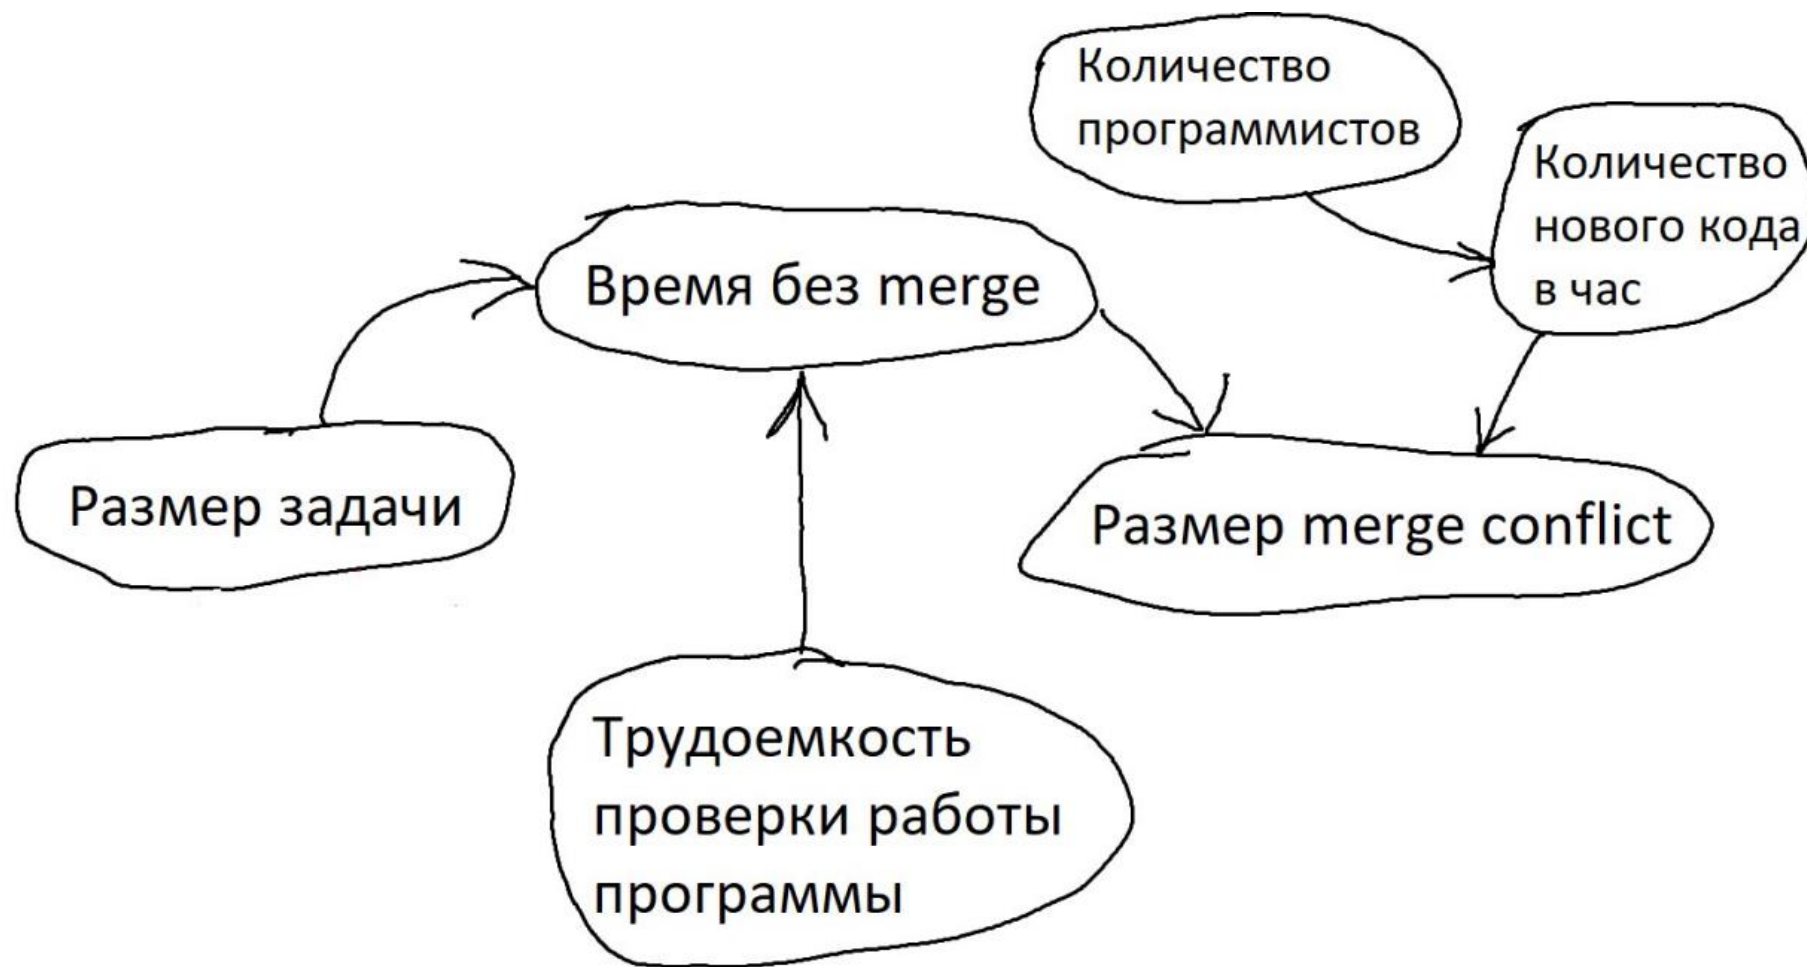 Количество
программистов
Количество
нового кода
в час
Время без merge
Размер задачи
Размер merge conflict
Трудоемкость
проверки работы
программы